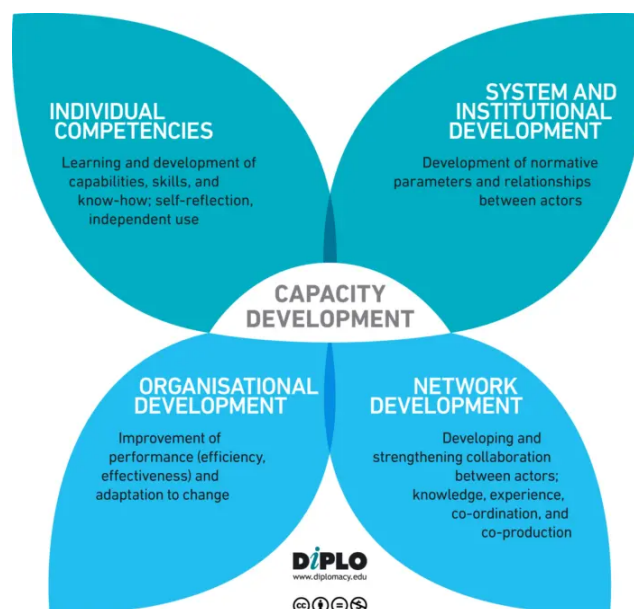 INDIVIDUAL
COMPETENCIES
Learning and development of
capabilities, skills, and
know-how; self-reflection,
independent use
SYSTEM AND
INSTITUTIONAL
DEVELOPMENT
Development of normative
parameters and relationships
between actors
CAPACITY
DEVELOPMENT
ORGANISATIONAL
DEVELOPMENT
Improvement of
performance (efficiency,
effectiveness) and
adaptation to change
NETWORK
DEVELOPMENT
Developing and
strengthening collaboration
between actors;
knowledge, experience,
co-ordination, and
co-production
DiPLO
www.diplomacy.edu
cc